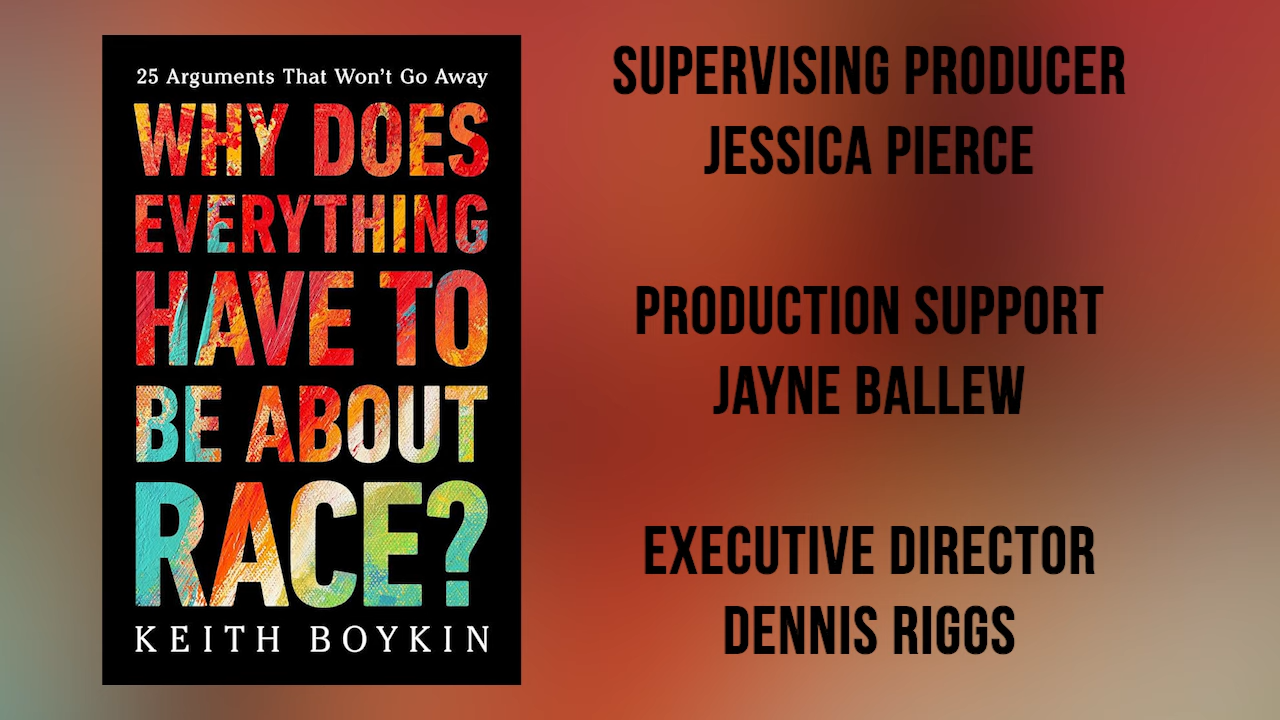 25 Arguments That Won't Go Away
WHY DOES
EVERYTHING
HAVE TO
BE ABOUT
RACE?
KEITH BOYKIN
SUPERVISING PRODUCER
JESSICA PIERCE
PRODUCTION SUPPORT
JAYNE BALLEW
EXECUTIVE DIRECTOR
DENNIS RIGGS